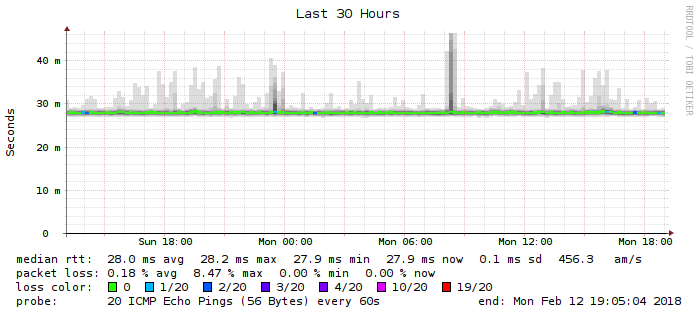 Last 30 Hours
RRDTOOL / TOBI OETIKER
Seconds
40 m
30 m
20 m
10 m
0
Sun 18:00 Mon 00:00 Mon 06:00 Mon 12:00 Mon 18:00
median rtt: 28.0 ms avg 28.2 ms max 27.9 ms min 27.9 ms now 0.1 ms sd 456.3 am/s
packet loss: 0.18 % avg 8.47 % max 0.00 % min 0.00 % now
loss color: 0 1/20 2/20 3/20 4/20 10/20 19/20
probe: 20 ICMP Echo Pings (56 Bytes) every 60s end: Mon Feb 12 19:05:04 2018